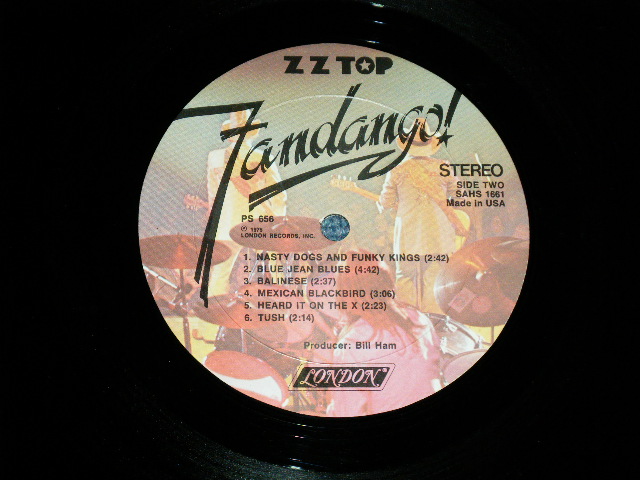 ZZ TOP
Fandango!
STEREO
SIDE TWO
SAHS 1661
Made in USA
PS 656
℗ 1975
LONDON RECORDS, INC.
1. NASTY DOGS AND FUNKY KINGS (2:42)
2. BLUE JEAN BLUES (4:42)
3. BALINESE (2:37)
4. MEXICAN BLACKBIRD (3:06)
5. HEARD IT ON THE X (2:23)
6. TUSH (2:14)
Producer: Bill Ham
LONDON®